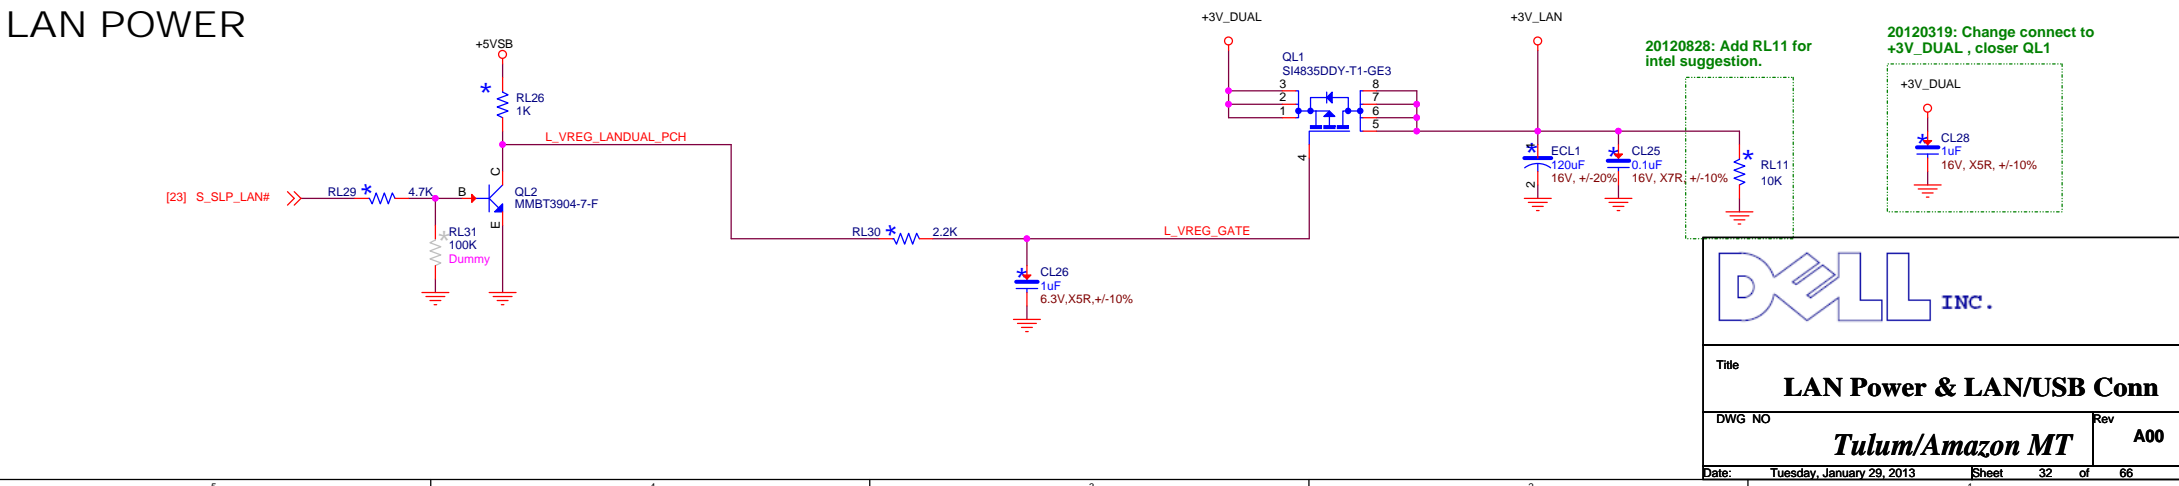 LAN POWER
+5VSB
RL26
1K
L_VREG_LANDUAL_PCH
[23] S_SLP_LAN#
RL29
4.7K
B
C
E
QL2
MMBT3904-7-F
RL31
100K
Dummy
RL30
2.2K
L_VREG_GATE
CL26
1uF
6.3V,X5R,+/-10%
+3V_DUAL
QL1
SI4835DDY-T1-GE3
3
2
1
8
7
6
5
4
+3V_LAN
ECL1
120uF
16V, +/-20%
2
CL25
0.1uF
16V, X7R, +/-10%
20120828: Add RL11 for
intel suggestion.
RL11
10K
20120319: Change connect to
+3V_DUAL , closer QL1
+3V_DUAL
CL28
1uF
16V, X5R, +/-10%
DELL INC.
Title
LAN Power & LAN/USB Conn
DWG NO
Tulum/Amazon MT
Rev
A00
Date: Tuesday, January 29, 2013 Sheet 32 of 66